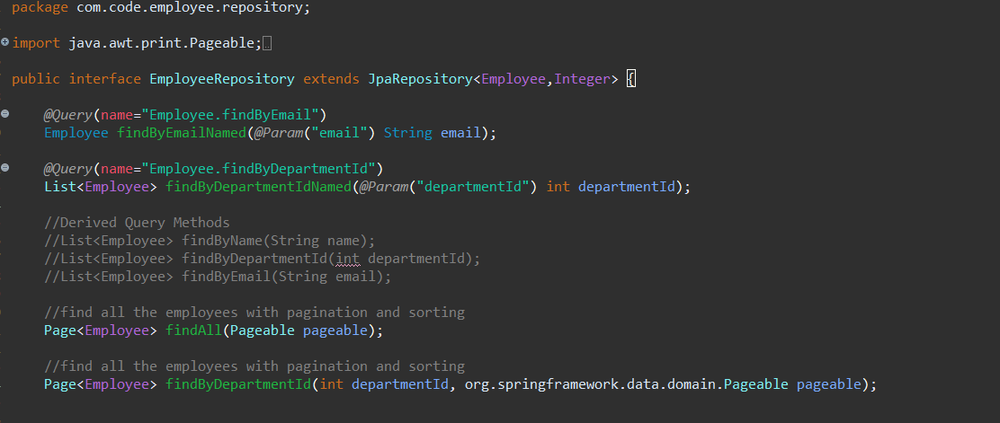 package com.code.employee.repository;
import java.awt.print.Pageable;
public interface EmployeeRepository extends JpaRepository<Employee,Integer> {
@Query(name="Employee.findByEmail")
Employee findByEmailNamed(@Param("email") String email);
@Query(name="Employee.findByDepartmentId")
List<Employee> findByDepartmentIdNamed(@Param("departmentId") int departmentId);
//Derived Query Methods
//List<Employee> findByName(String name);
//List<Employee> findByDepartmentId(int departmentId);
//List<Employee> findByEmail(String email);
//find all the employees with pagination and sorting
Page<Employee> findAll(Pageable pageable);
//find all the employees with pagination and sorting
Page<Employee> findByDepartmentId(int departmentId, org.springframework.data.domain.Pageable pageable);